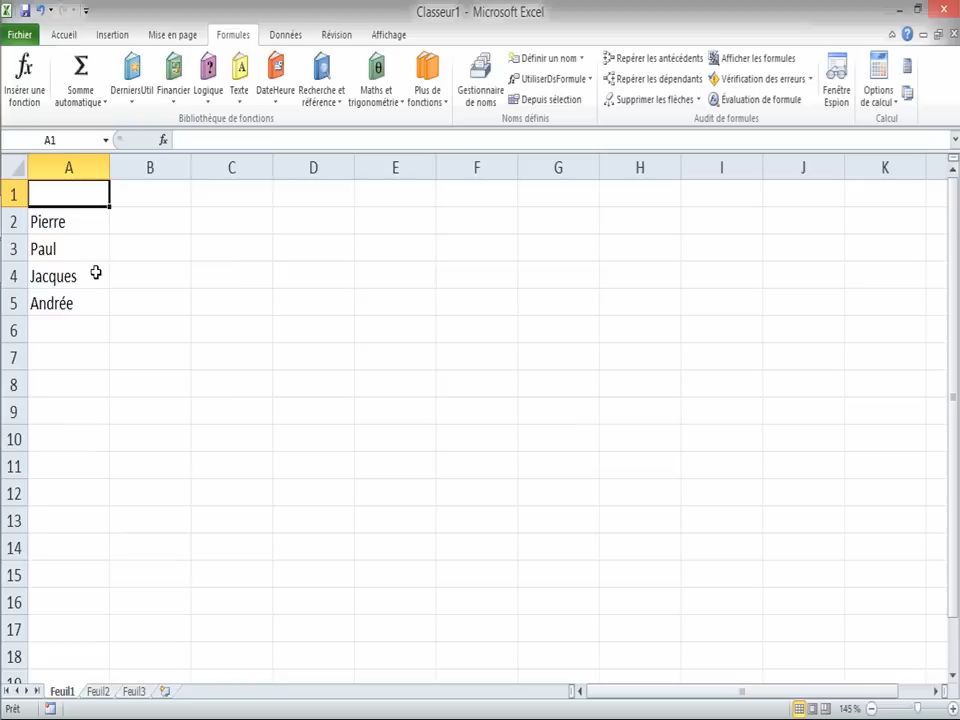 Classeur1 - Microsoft Excel
Fichier Accueil Insertion Mise en page Formules Données Révision Affichage
fx Insérer une fonction
Σ Somme automatique
DerniersUtil
Financier
Logique
Texte
DateHeure
Recherche et référence
Maths et trigonométrie
Plus de fonctions
Bibliothèque de fonctions
Gestionnaire de noms
Définir un nom
UtiliserDsFormule
Depuis sélection
Noms définis
Repérer les antécédents
Repérer les dépendants
Supprimer les flèches
Afficher les formules
Vérification des erreurs
Évaluation de formule
Audit de formules
Fenêtre Espion
Options de calcul
Calcul
A1 fx
A B C D E F G H I J K
1
2 Pierre
3 Paul
4 Jacques
5 Andrée
6
7
8
9
10
11
12
13
14
15
16
17
18
Feuil1 Feuil2 Feuil3
Prêt 145 %